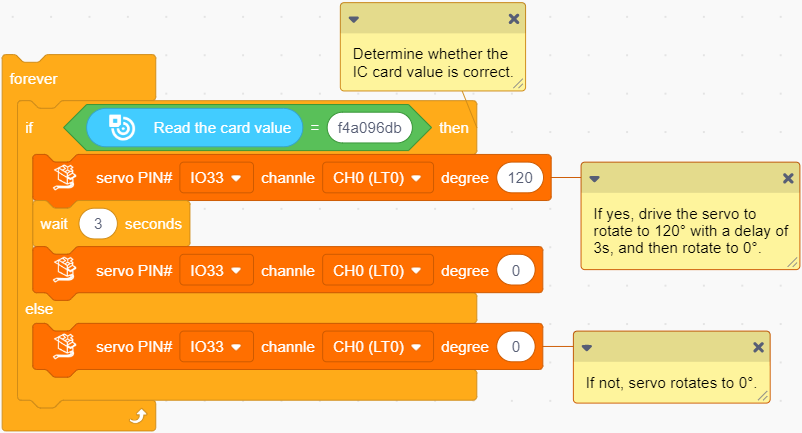 Determine whether the
IC card value is correct.
forever
if Read the card value = f4a096db then
servo PIN# IO33 channle CH0 (LT0) degree 120
If yes, drive the servo to
rotate to 120° with a delay of
3s, and then rotate to 0°.
wait 3 seconds
servo PIN# IO33 channle CH0 (LT0) degree 0
else
servo PIN# IO33 channle CH0 (LT0) degree 0
If not, servo rotates to 0°.